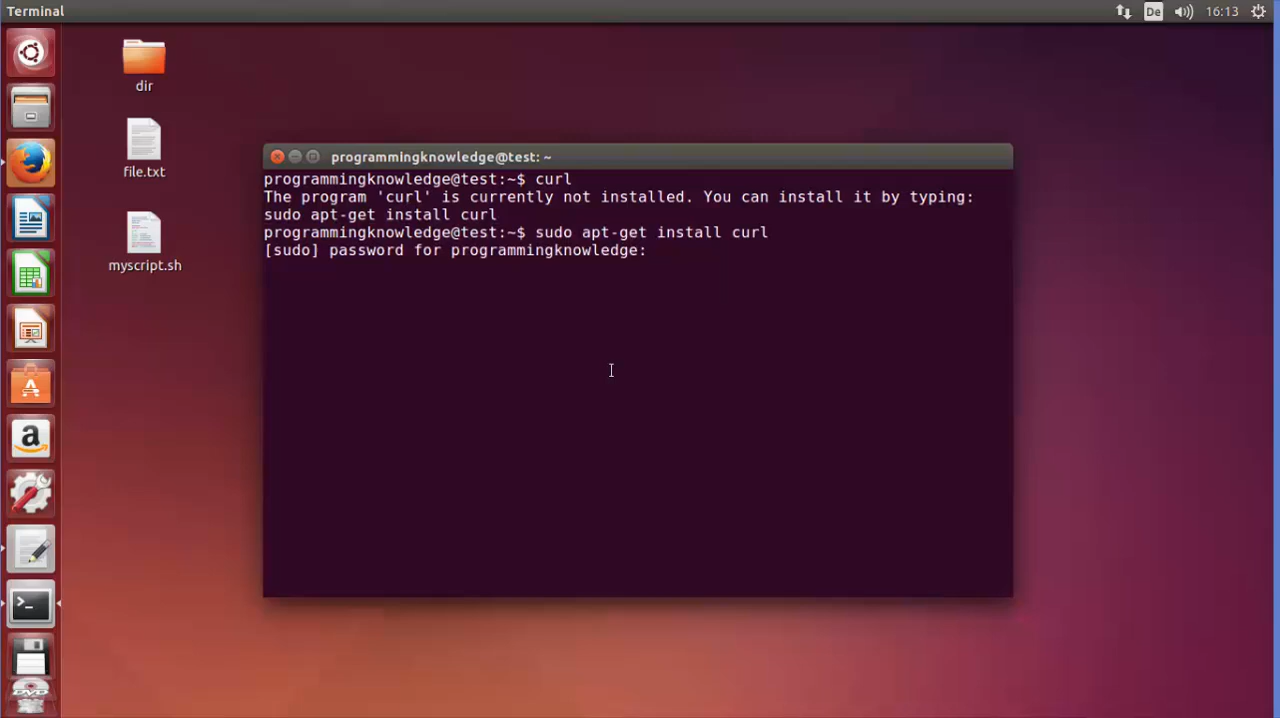 Terminal
De
16:13
dir
file.txt
myscript.sh
programmingknowledge@test: ~
programmingknowledge@test:~$ curl
The program 'curl' is currently not installed. You can install it by typing:
sudo apt-get install curl
programmingknowledge@test:~$ sudo apt-get install curl
[sudo] password for programmingknowledge:
A
a
>_
DVD